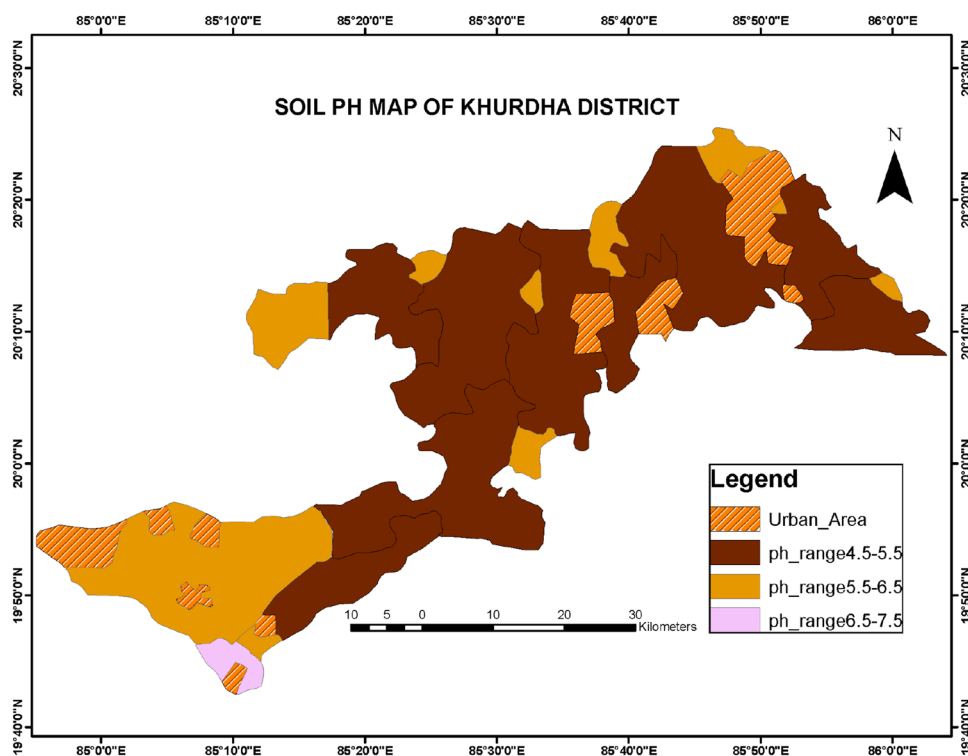 85°0'0"E 85°10'0"E 85°20'0"E 85°30'0"E 85°40'0"E 85°50'0"E 86°0'0"E
20°30'0"N
20°30'0"N
SOIL PH MAP OF KHURDHA DISTRICT
N
20°20'0"N
20°20'0"N
20°10'0"N
20°10'0"N
20°0'0"N
20°0'0"N
Legend
Urban_Area
ph_range4.5-5.5
ph_range5.5-6.5
ph_range6.5-7.5
19°50'0"N
19°50'0"N
10 5 0 10 20 30
Kilometers
19°40'0"N
19°40'0"N
85°0'0"E 85°10'0"E 85°20'0"E 85°30'0"E 85°40'0"E 85°50'0"E 86°0'0"E